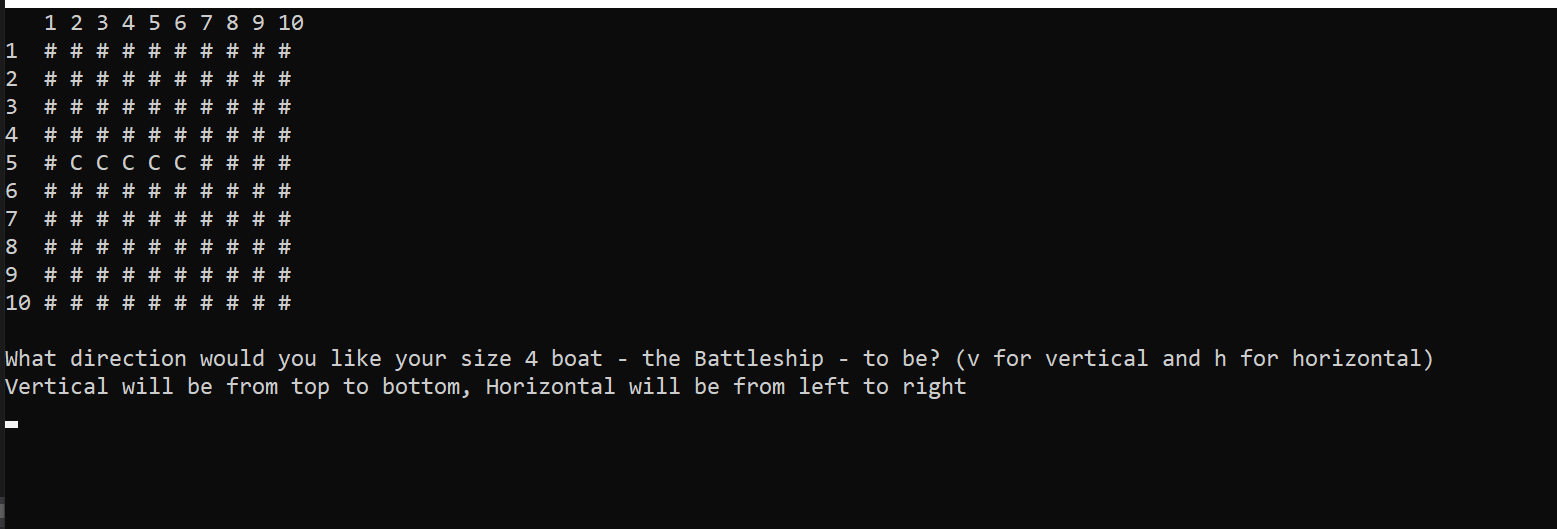 1 2 3 4 5 6 7 8 9 10
1  # # # # # # # # # #
2  # # # # # # # # # #
3  # # # # # # # # # #
4  # # # # # # # # # #
5  # C C C C C # # # #
6  # # # # # # # # # #
7  # # # # # # # # # #
8  # # # # # # # # # #
9  # # # # # # # # # #
10 # # # # # # # # # #
What direction would you like your size 4 boat - the Battleship - to be? (v for vertical and h for horizontal)
Vertical will be from top to bottom, Horizontal will be from left to right